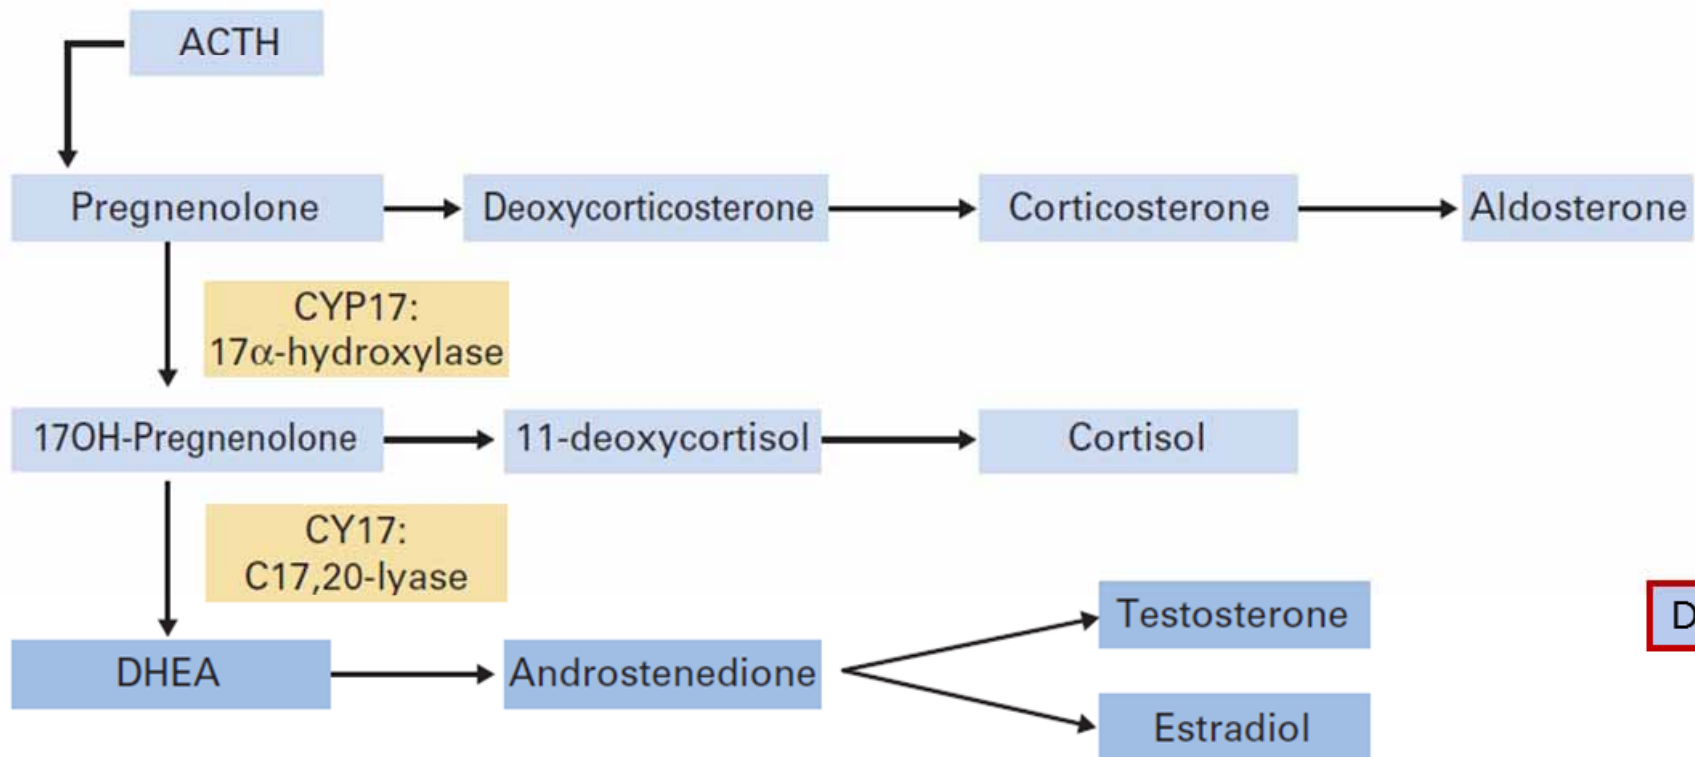 ACTH
Pregnenolone
Deoxycorticosterone
Corticosterone
Aldosterone
CYP17:
17α-hydroxylase
17OH-Pregnenolone
11-deoxycortisol
Cortisol
CY17:
C17,20-lyase
Testosterone
D
DHEA
Androstenedione
Estradiol